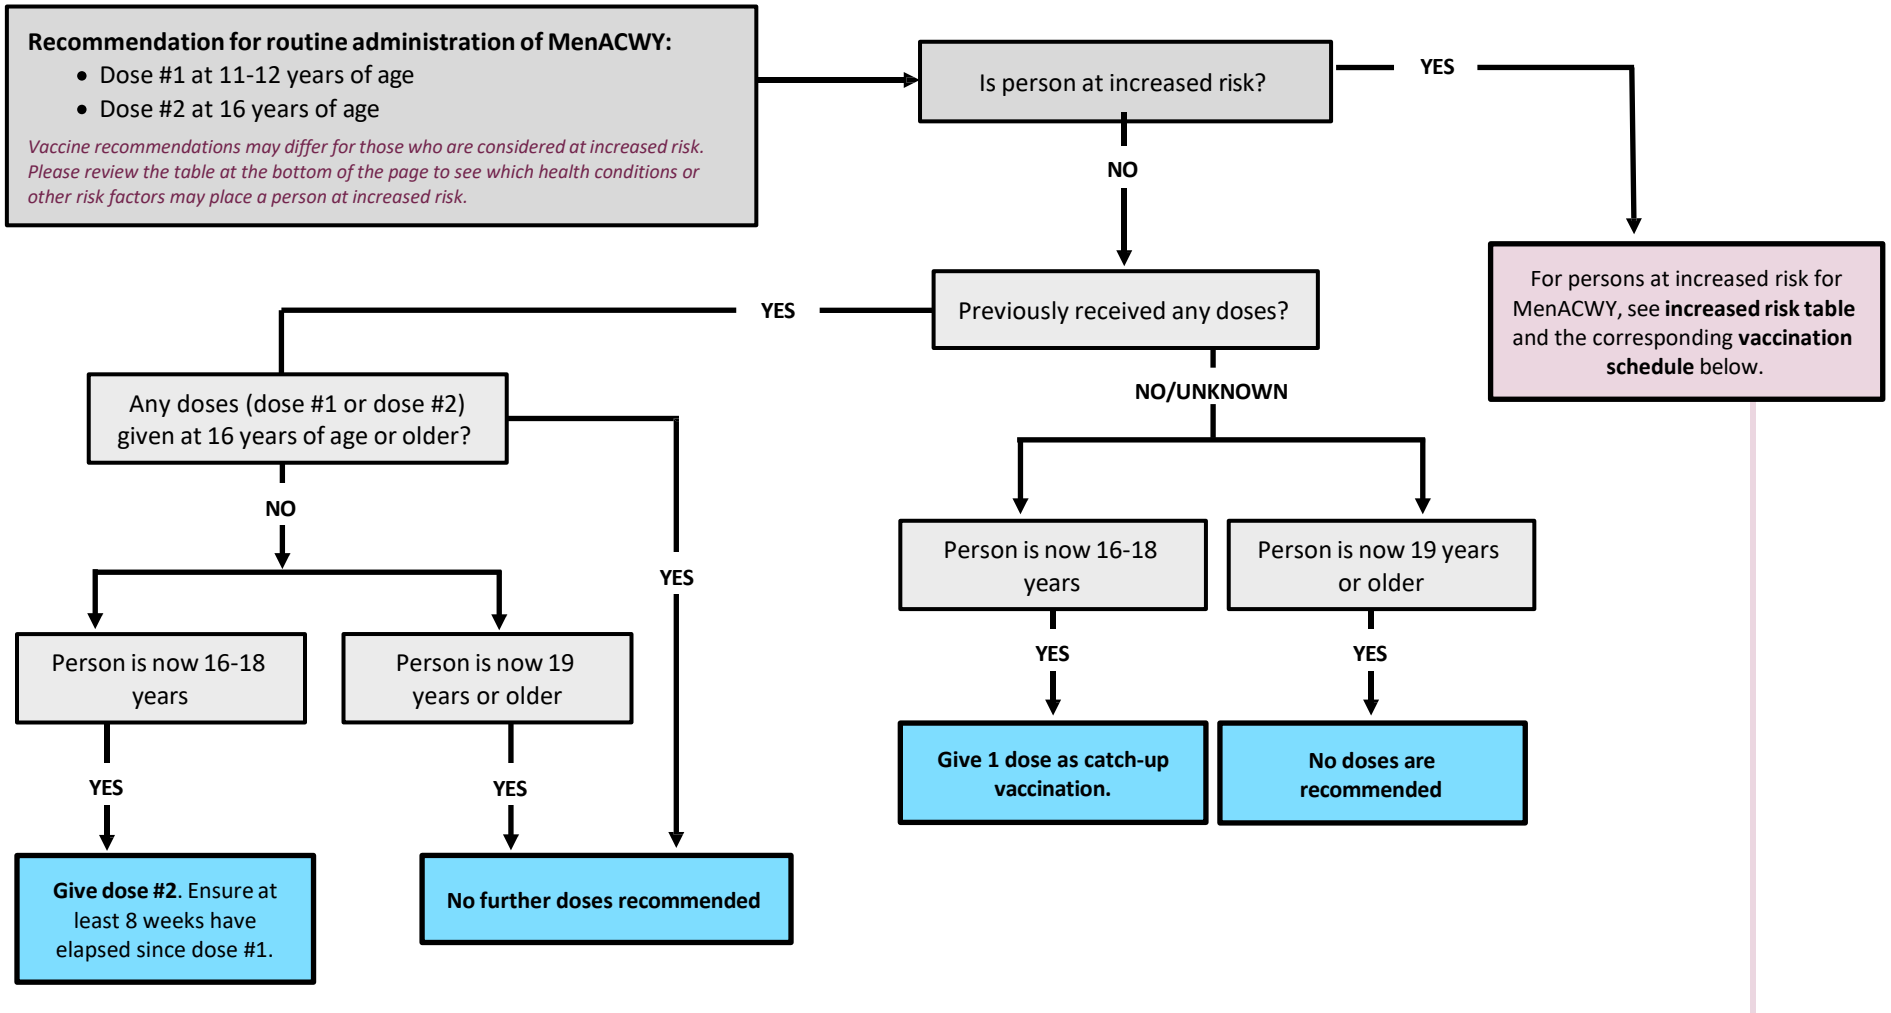 Recommendation for routine administration of MenACWY:
• Dose #1 at 11-12 years of age
• Dose #2 at 16 years of age
Vaccine recommendations may differ for those who are considered at increased risk.
Please review the table at the bottom of the page to see which health conditions or
other risk factors may place a person at increased risk.
Is person at increased risk?
YES
NO
For persons at increased risk for
MenACWY, see increased risk table
and the corresponding vaccination
schedule below.
Previously received any doses?
YES
NO/UNKNOWN
Any doses (dose #1 or dose #2)
given at 16 years of age or older?
NO
YES
Person is now 16-18
years
Person is now 19
years or older
YES
YES
Give dose #2. Ensure at
least 8 weeks have
elapsed since dose #1.
No further doses recommended
Person is now 16-18
years
Person is now 19 years
or older
YES
YES
Give 1 dose as catch-up
vaccination.
No doses are
recommended